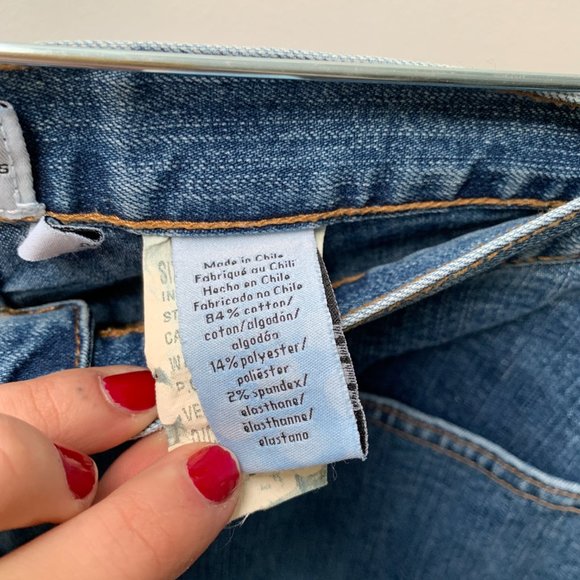 Made in Chile
Fabriqué au Chili
Hecho en Chile
Fabricado no Chile
84% cotton/
coton/algodón/
algodão
14% polyester/
poliéster
2% spandex/
elasthane/
élasthanne/
elastano